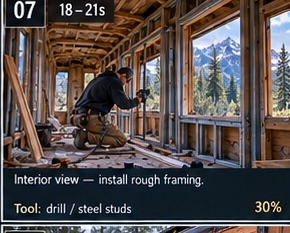 07
18–21s
Interior view — install rough framing.
Tool: drill / steel studs
30%